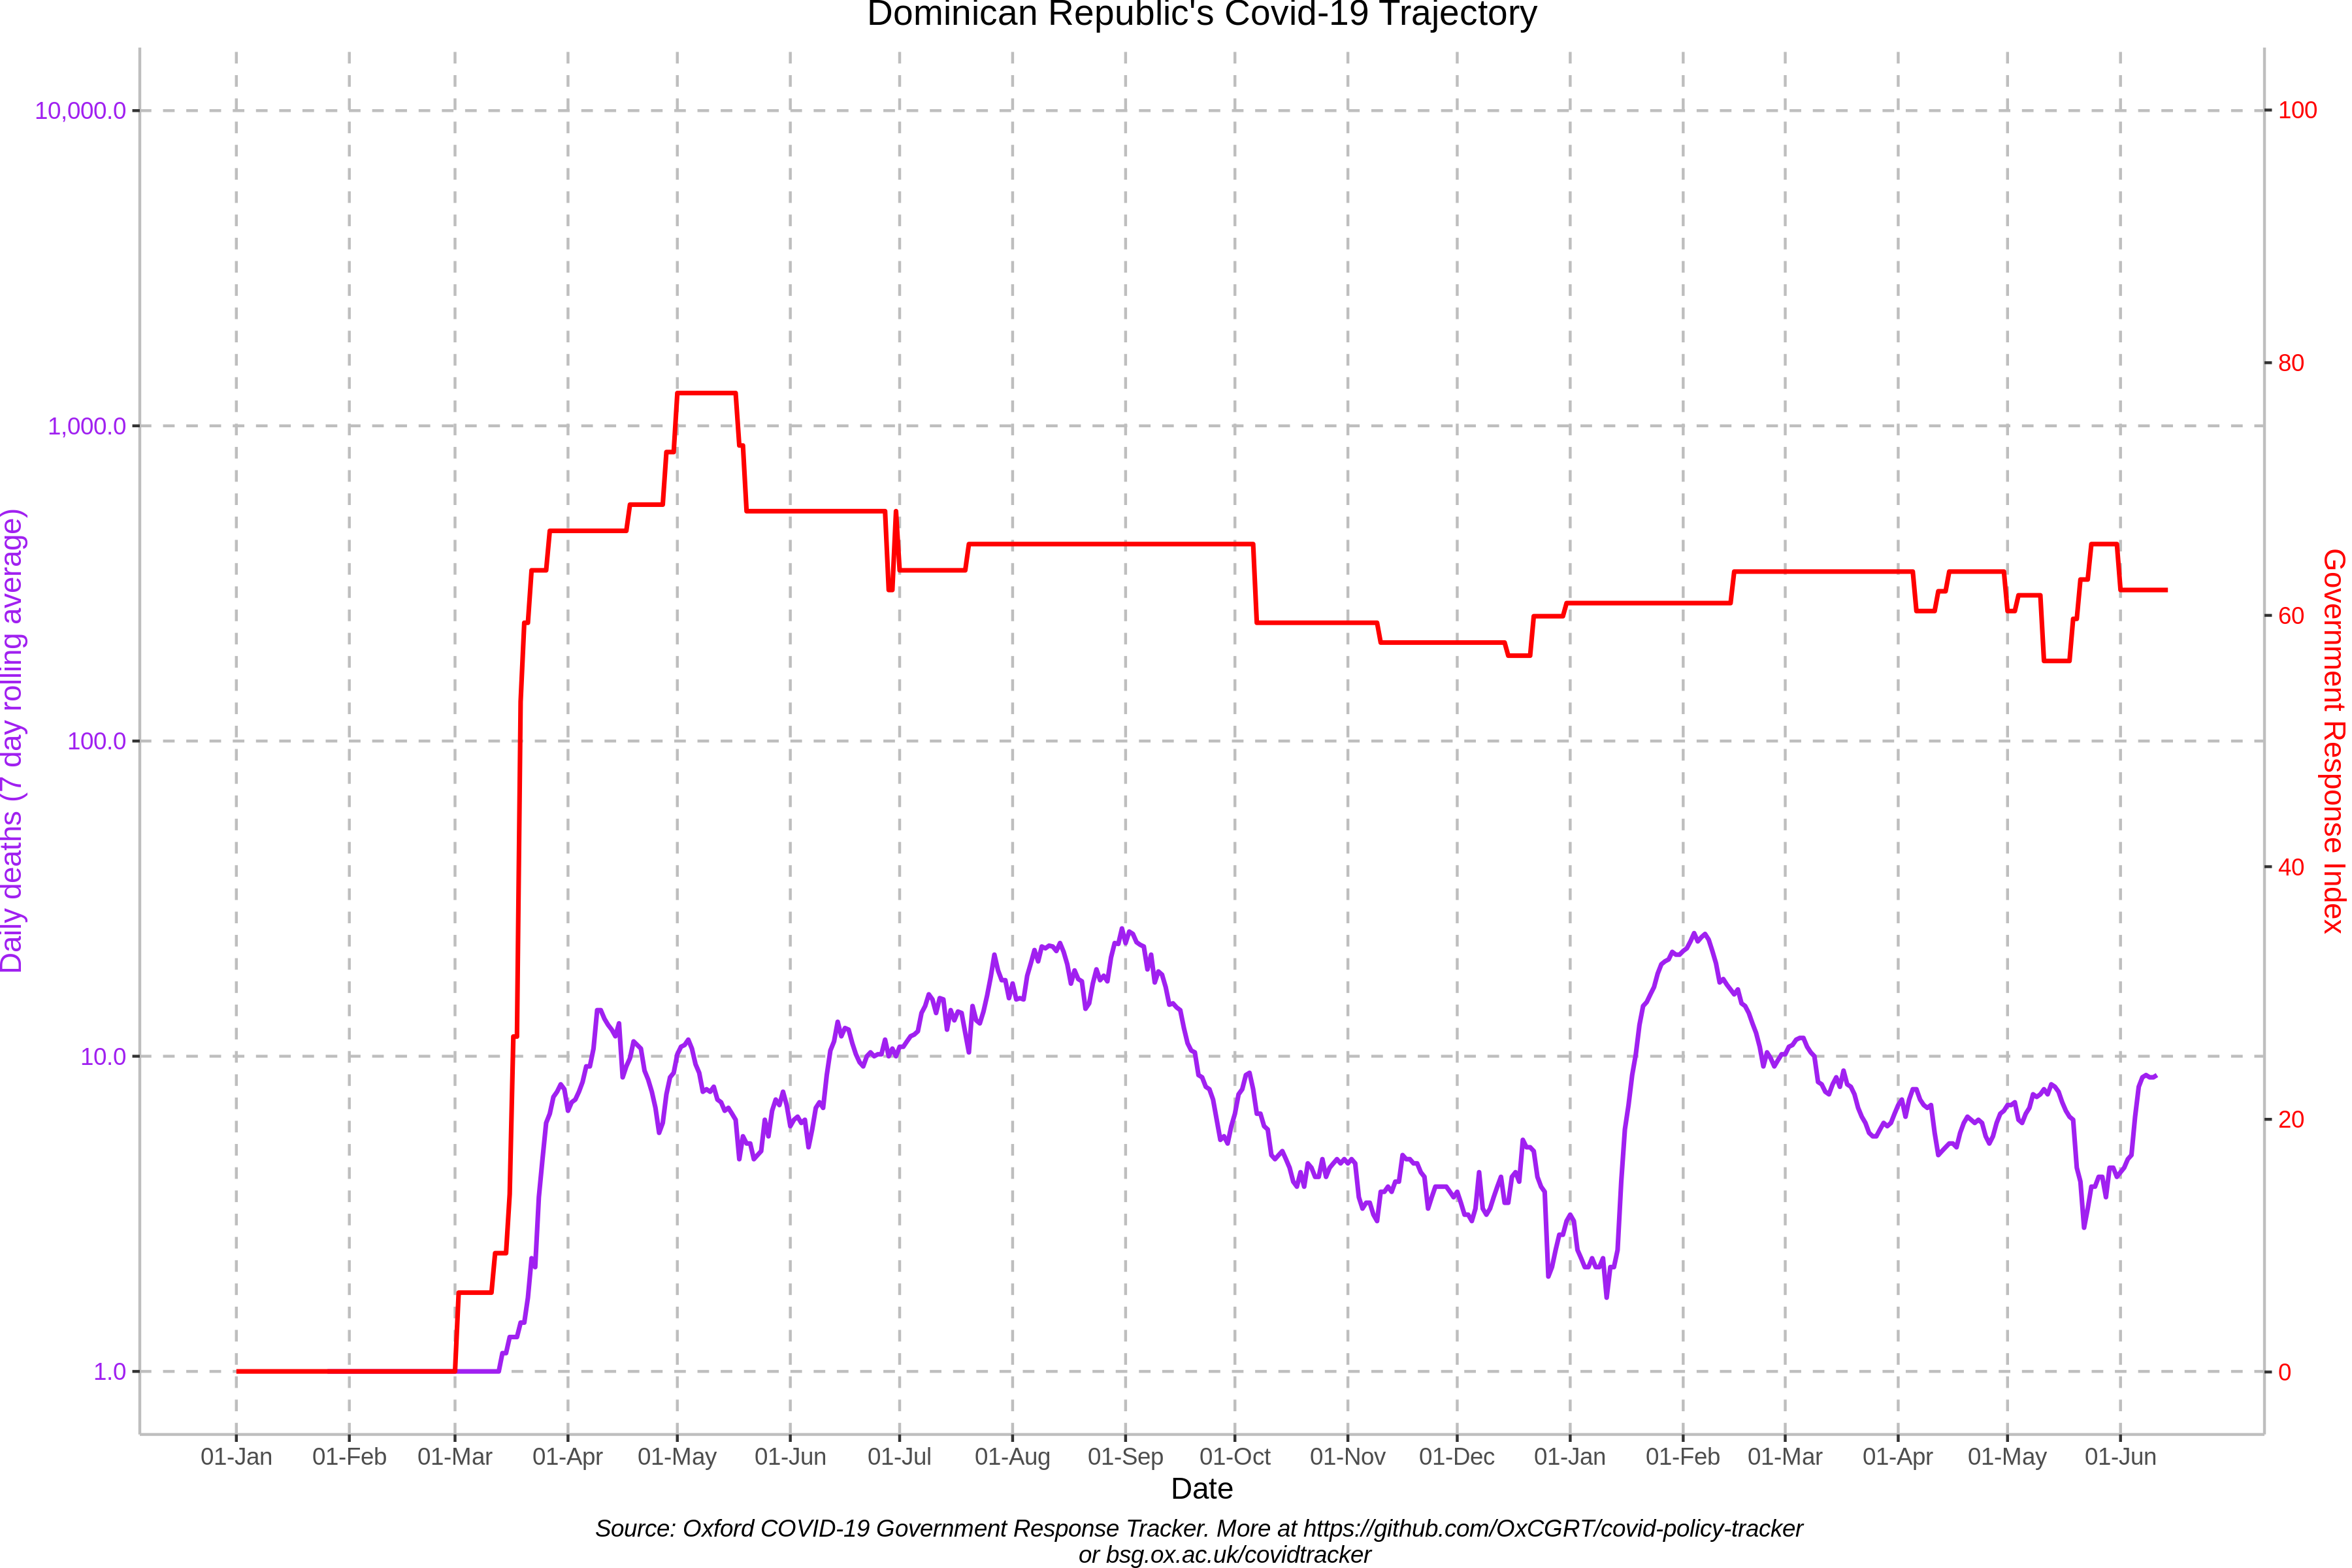 Dominican Republic's Covid-19 Trajectory
10,000.0
1,000.0
100.0
10.0
1.0
Daily deaths (7 day rolling average)
100
80
60
40
20
0
Government Response Index
01-Jan 01-Feb 01-Mar 01-Apr 01-May 01-Jun 01-Jul 01-Aug 01-Sep 01-Oct 01-Nov 01-Dec 01-Jan 01-Feb 01-Mar 01-Apr 01-May 01-Jun
Date
Source: Oxford COVID-19 Government Response Tracker. More at https://github.com/OxCGRT/covid-policy-tracker
or bsg.ox.ac.uk/covidtracker